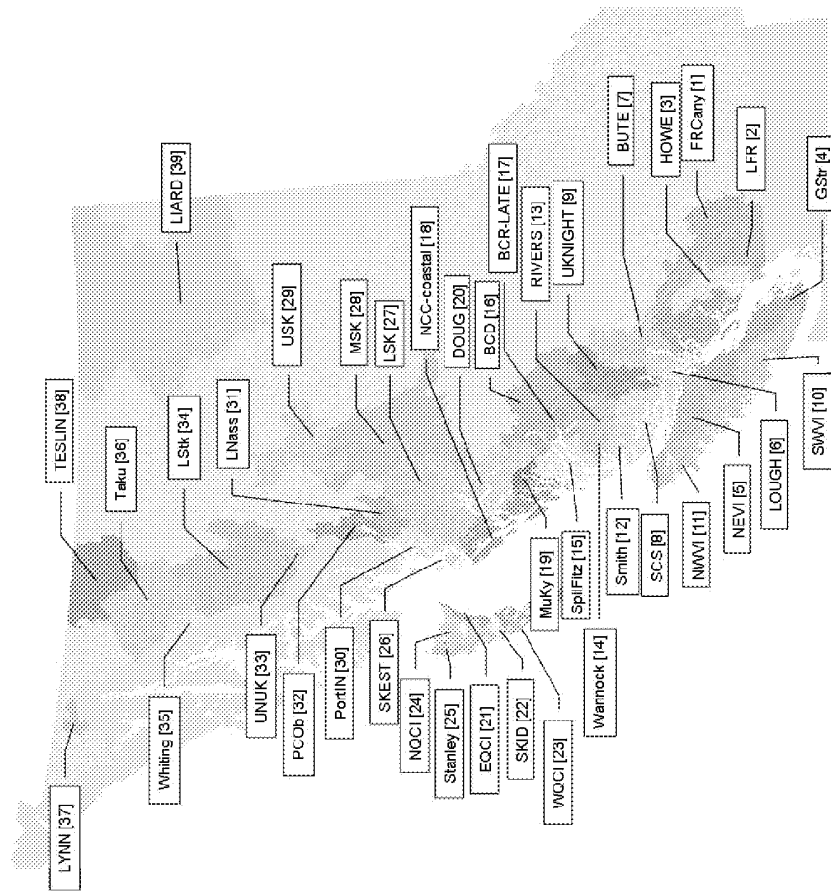 LYNN [37]
TESLIN [38]
Taku [36]
Whiting [35]
LStk [34]
LNass [31]
UNUK [33]
PCOb [32]
PortIN [30]
SKEST [26]
LIARD [39]
USK [29]
MSK [28]
LSK [27]
NCC-coastal [18]
DOUG [20]
BCD [16]
BCR-LATE [17]
RIVERS [13]
UKNIGHT [9]
BUTE [7]
HOWE [3]
FRCany [1]
LFR [2]
GStr [4]
NQCI [24]
Stanley [25]
EQCI [21]
SKID [22]
WQCI [23]
MuKy [19]
SpllFitz [15]
Wannock [14]
Smith [12]
SCS [8]
NWVI [11]
NEVI [5]
LOUGH [6]
SWVI [10]